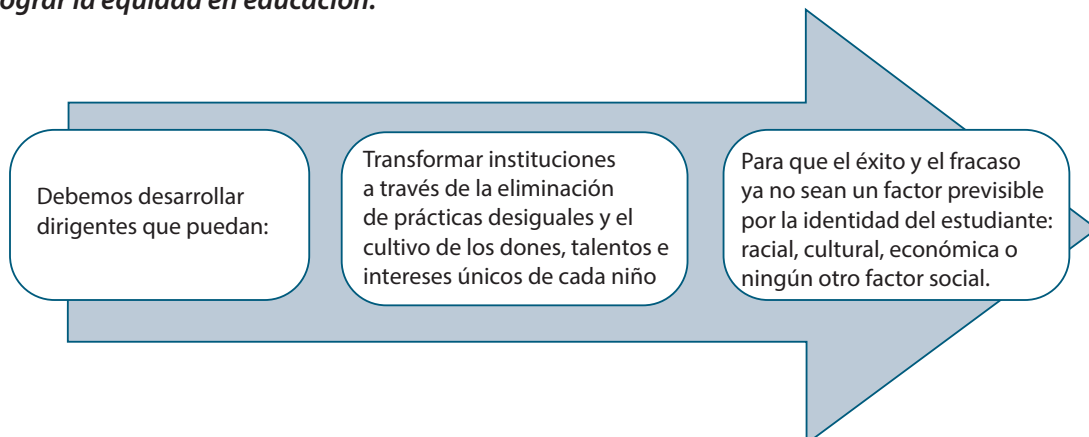 ograr la equidad en educación:
Debemos desarrollar
dirigentes que puedan:
Transformar instituciones
a través de la eliminación
de prácticas desiguales y el
cultivo de los dones, talentos e
intereses únicos de cada niño
Para que el éxito y el fracaso
ya no sean un factor previsible
por la identidad del estudiante:
racial, cultural, económica o
ningún otro factor social.